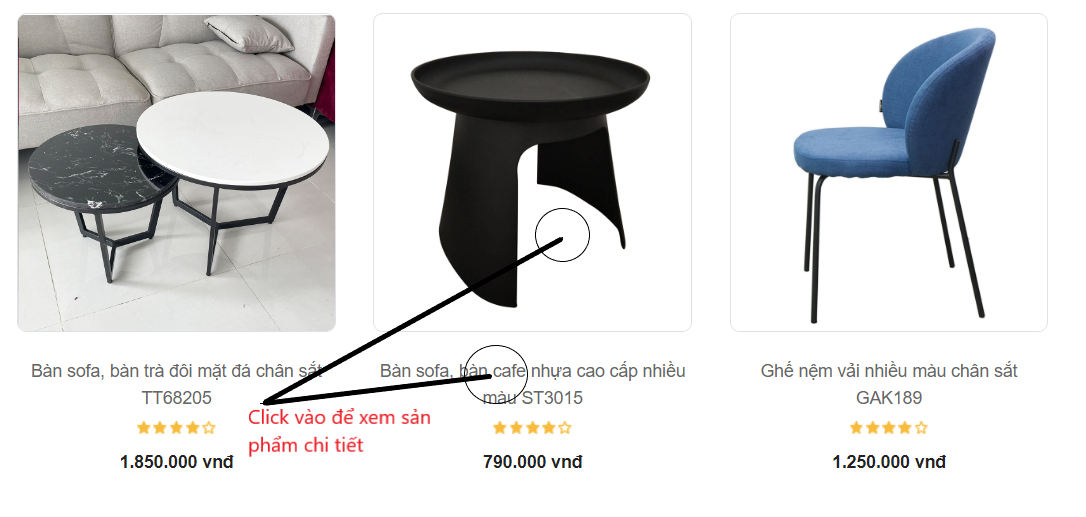 Bàn sofa, bàn trà đôi mặt đá chân sắt
TT68205
1.850.000 vnđ
Bàn sofa, bàn cafe nhựa cao cấp nhiều
màu ST3015
790.000 vnđ
Ghế nệm vải nhiều màu chân sắt
GAK189
1.250.000 vnđ
Click vào để xem sản
phẩm chi tiết